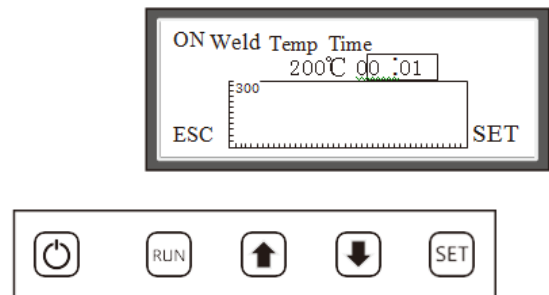 ON Weld Temp Time
200℃ 00 :01
300
ESC SET
RUN SET